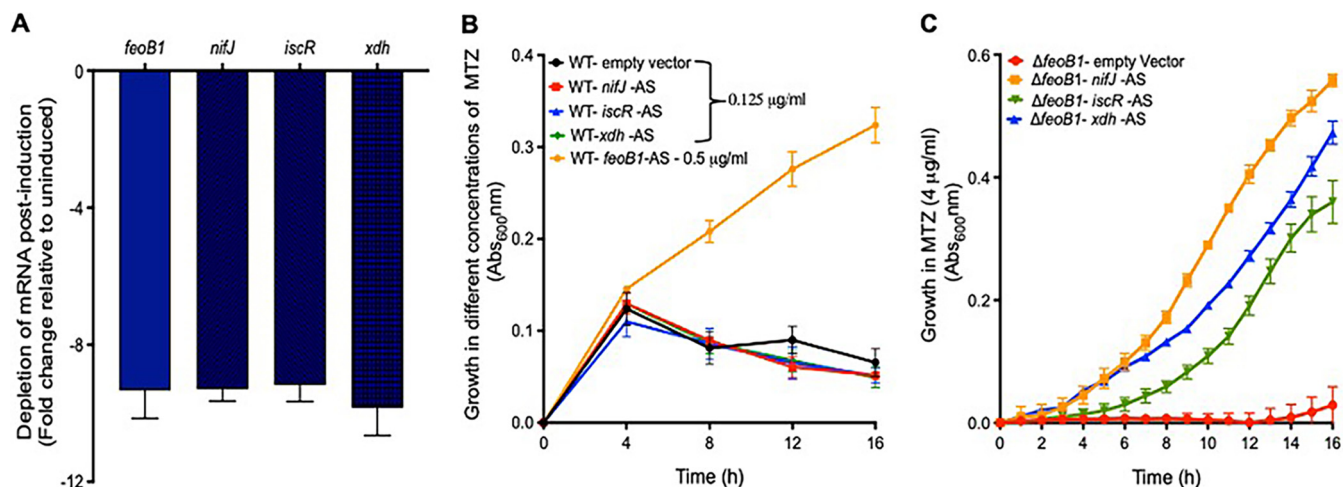 A
feoB1 nifJ iscR xdh
0
-4
-8
-12
Depletion of mRNA post-induction
(Fold change relative to uninduced)
B
WT- empty vector
WT- nifJ -AS
WT- iscR -AS
WT-xdh -AS
0.125 µg/ml
WT- feoB1-AS - 0.5 µg/ml
0.4
0.3
0.2
0.1
0.0
0 4 8 12 16
Time (h)
Growth in different concentrations of MTZ
(Abs600nm)
C
ΔfeoB1- empty Vector
ΔfeoB1- nifJ -AS
ΔfeoB1- iscR -AS
ΔfeoB1- xdh -AS
0.6
0.4
0.2
0.0
0 2 4 6 8 10 12 14 16
Time (h)
Growth in MTZ (4 µg/ml)
(Abs600nm)